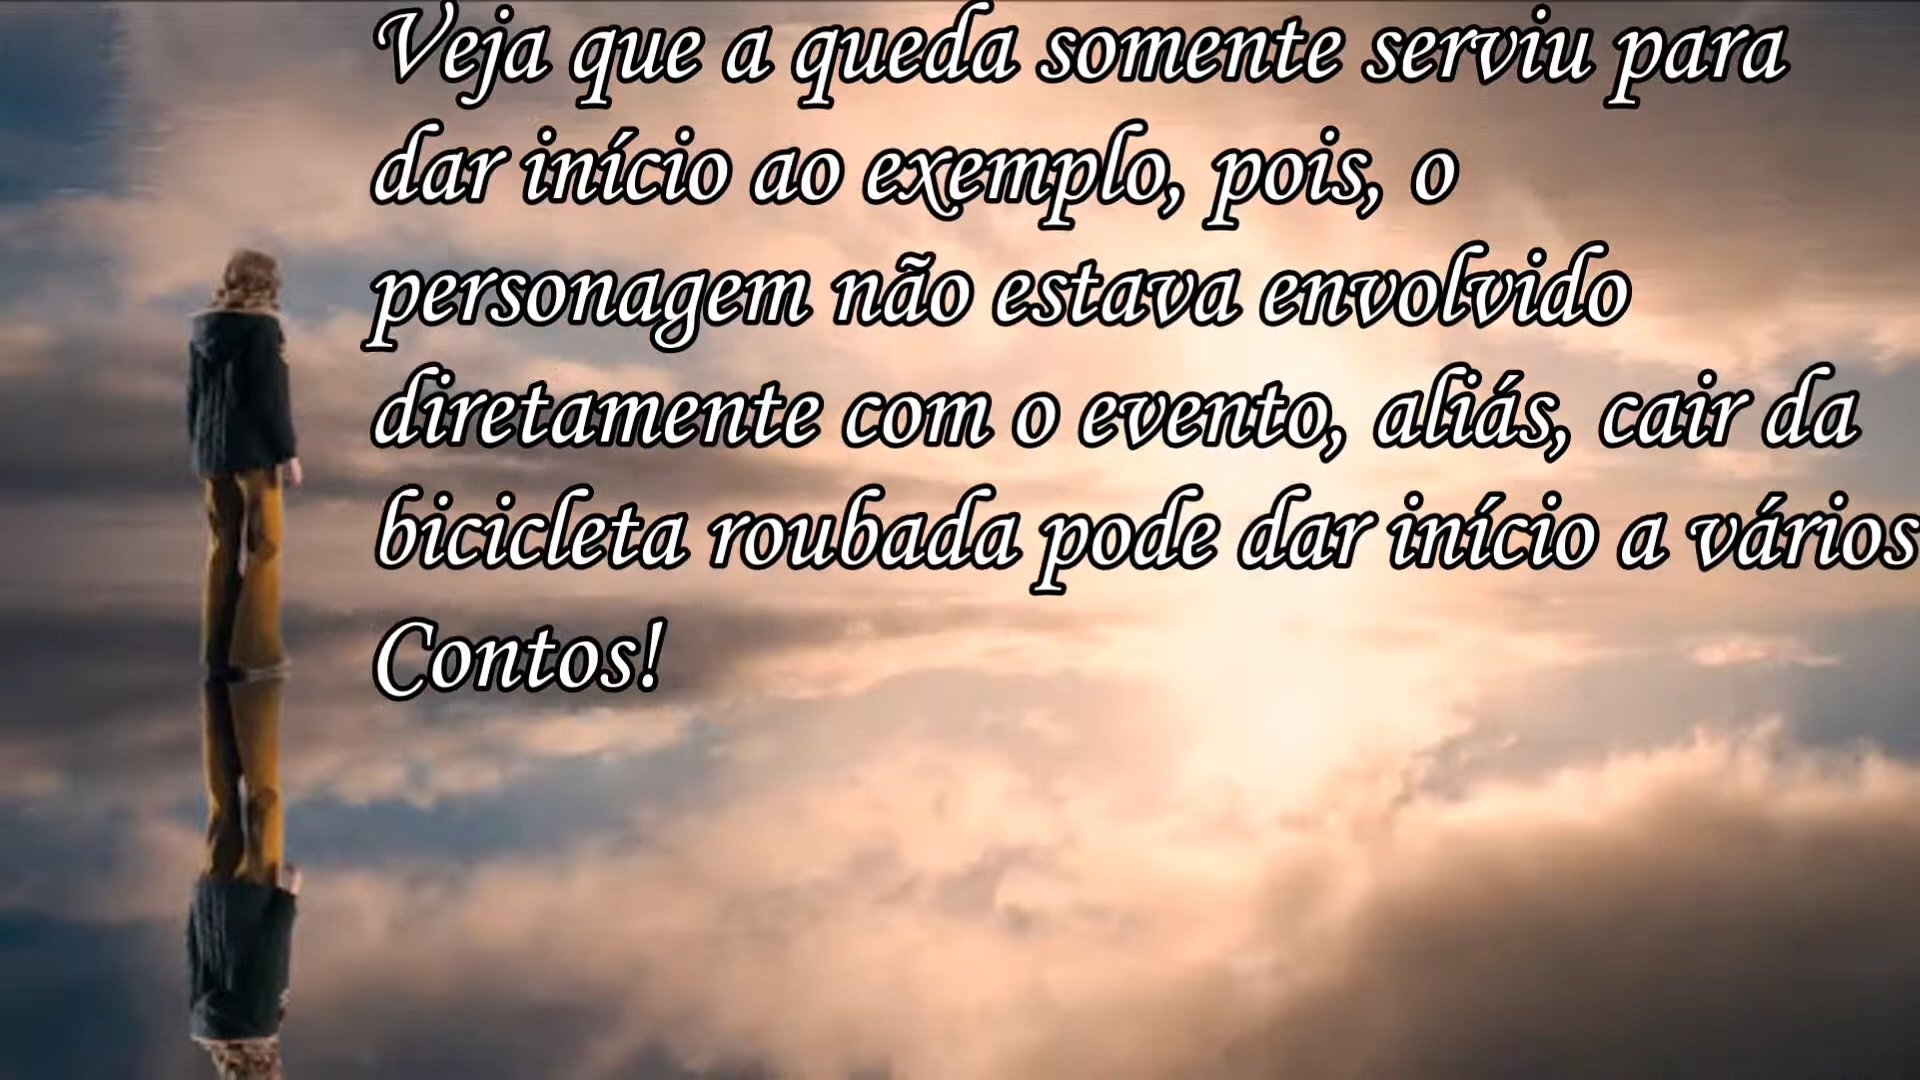 Veja que a queda somente serviu para
dar início ao exemplo, pois, o
personagem não estava envolvido
diretamente com o evento, aliás, cair da
bicicleta roubada pode dar início a vários
Contos!